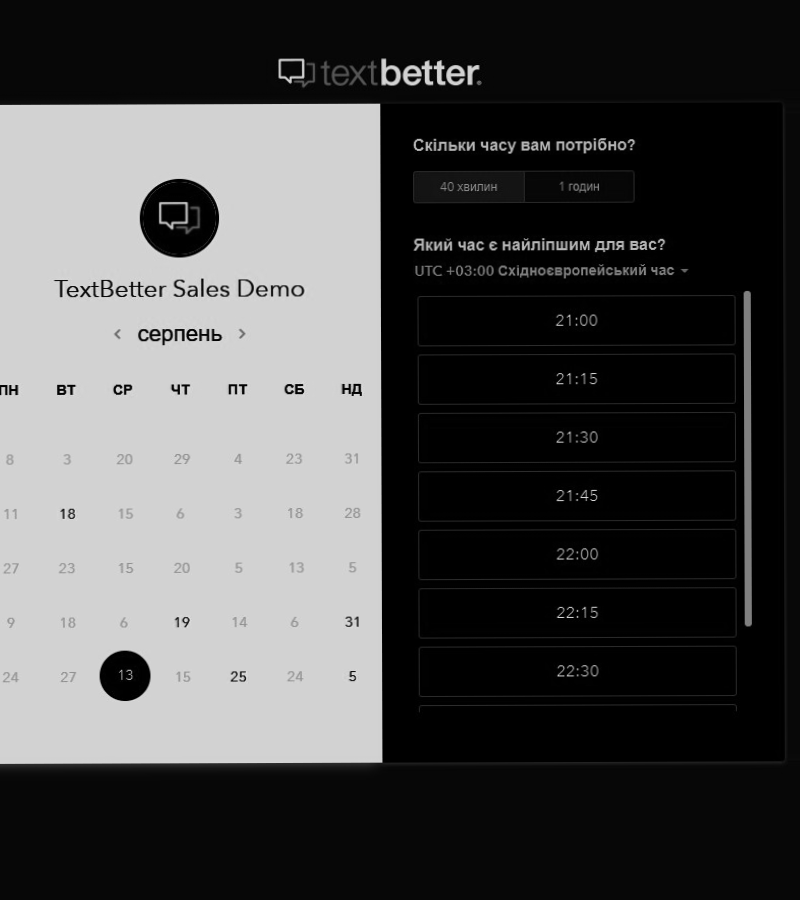 textbetter.
TextBetter Sales Demo
< серпень >
ПН ВТ СР ЧТ ПТ СБ НД
8 3 20 29 4 23 31
11 18 15 6 3 18 28
27 23 15 20 5 13 5
9 18 6 19 14 6 31
24 27 13 15 25 24 5
Скільки часу вам потрібно?
40 хвилин 1 годин
Який час є найліпшим для вас?
UTC +03:00 Східноєвропейський час
21:00
21:15
21:30
21:45
22:00
22:15
22:30